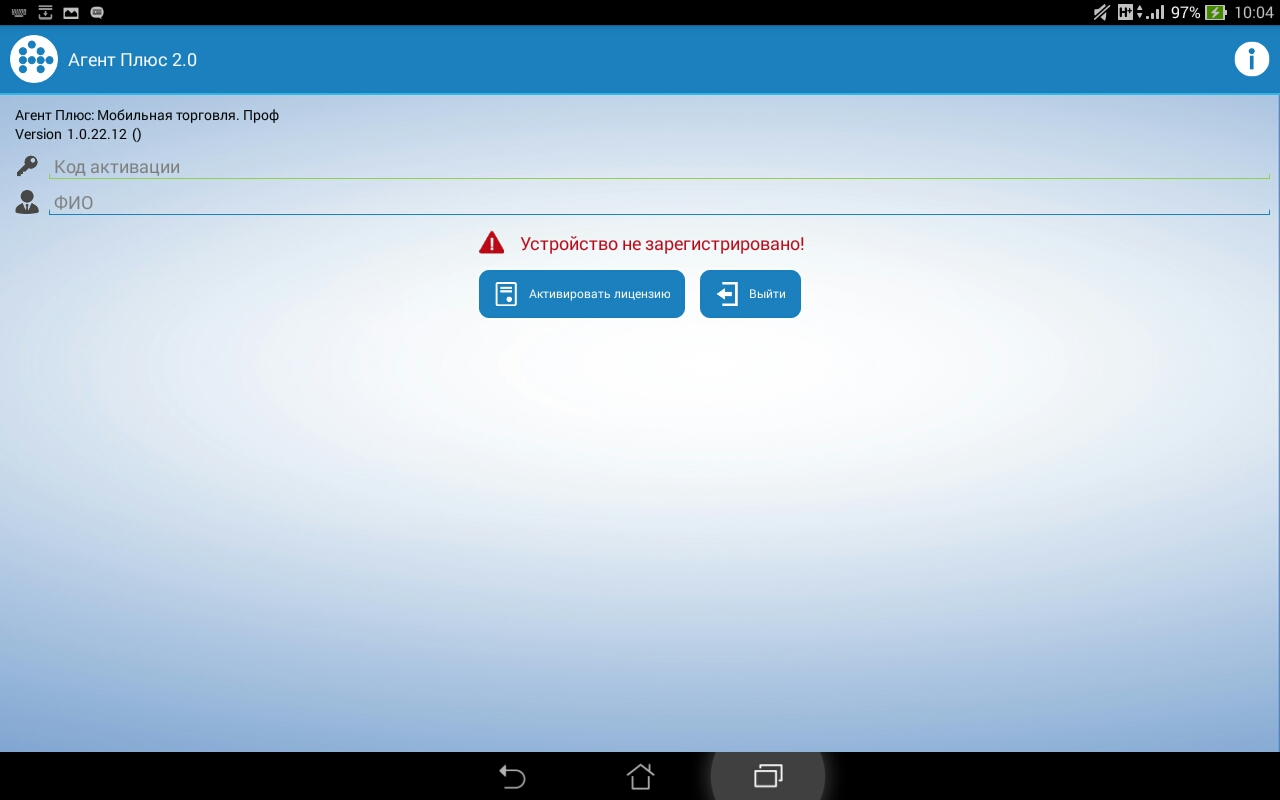 97% 10:04
Агент Плюс 2.0
Агент Плюс: Мобильная торговля. Проф
Version 1.0.22.12 ()
Код активации
ФИО
Устройство не зарегистрировано!
Активировать лицензию
Выйти